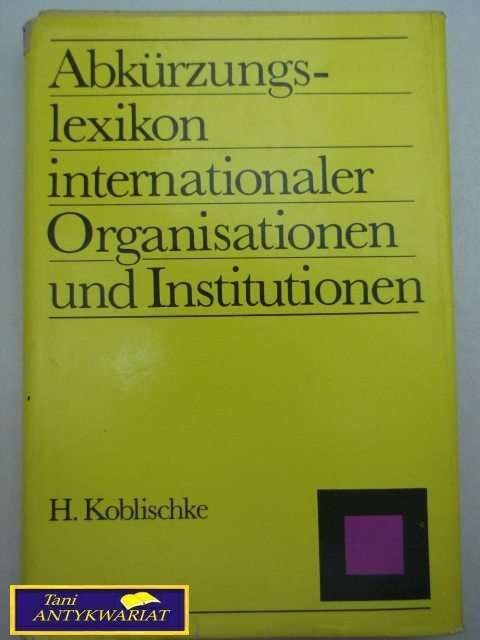 Abkürzungs-
lexikon
internationaler
Organisationen
und Institutionen
H. Koblischke
Tani
ANTYKWARIAT